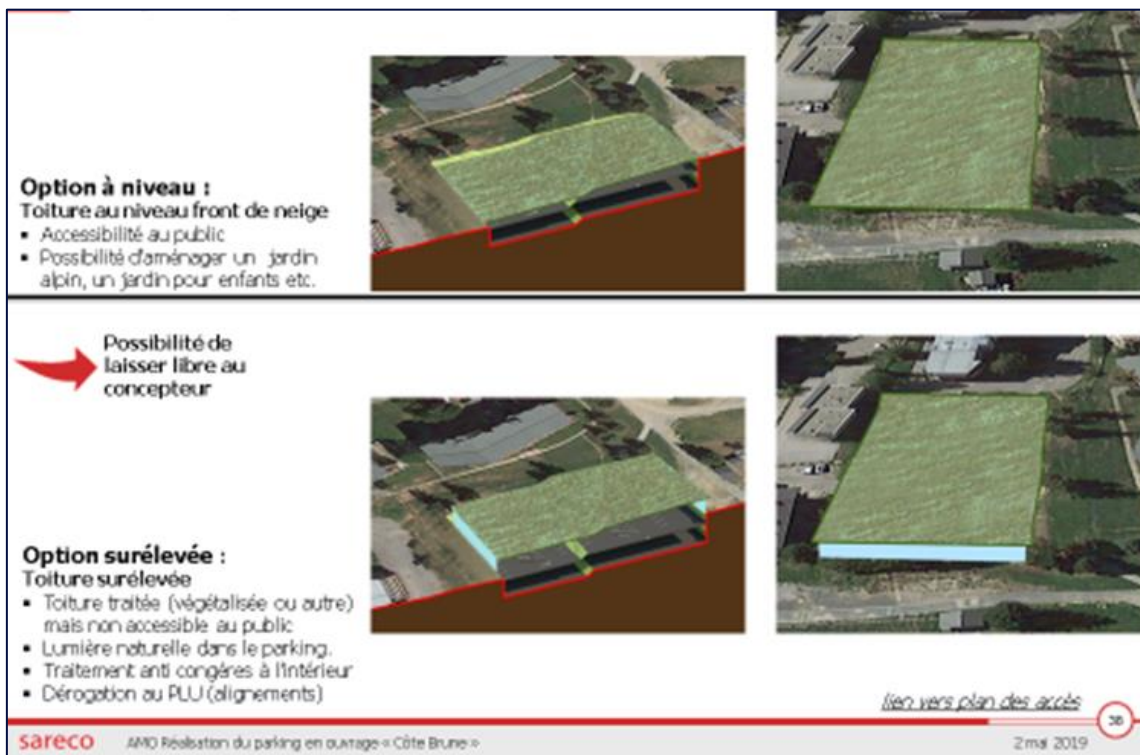 Option à niveau :
Toiture au niveau front de neige
▪ Accessibilité au public
▪ Possibilité d'aménager un jardin
alpin, un jardin pour enfants etc.
Possibilité de
laisser libre au
concepteur
Option surélevée :
Toiture surélevée
▪ Toiture traitée (végétalisée ou autre)
mais non accessible au public
▪ Lumière naturelle dans le parking.
▪ Traitement anti congères à l'intérieur
▪ Dérogation au PLU (alignements)
lien vers plan des accès
38
sareco AMO Réalisation du parking en ouvrage « Côte Brune » 2 mai 2019